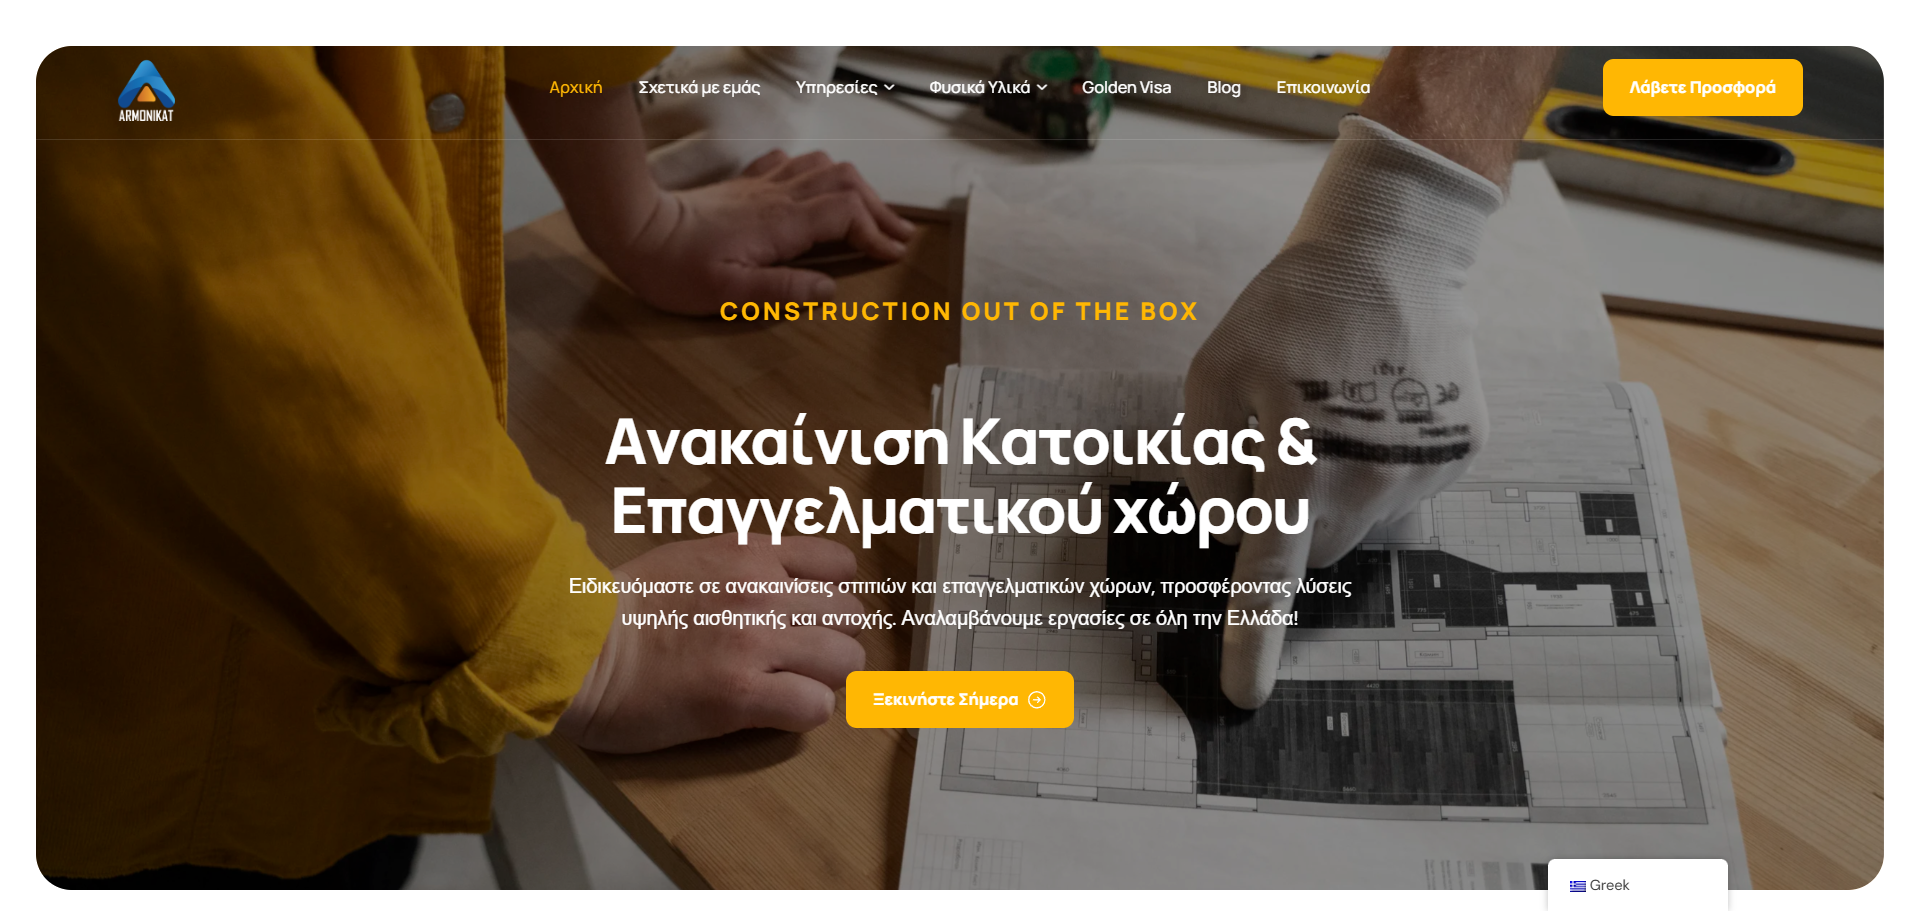 ARMONIKAT
Αρχική Σχετικά με εμάς Υπηρεσίες Φυσικά Υλικά Golden Visa Blog Επικοινωνία
Λάβετε Προσφορά
CONSTRUCTION OUT OF THE BOX
Ανακαίνιση Κατοικίας &
Επαγγελματικού χώρου
Ειδικευόμαστε σε ανακαινίσεις σπιτιών και επαγγελματικών χώρων, προσφέροντας λύσεις
υψηλής αισθητικής και αντοχής. Αναλαμβάνουμε εργασίες σε όλη την Ελλάδα!
Ξεκινήστε Σήμερα
Greek